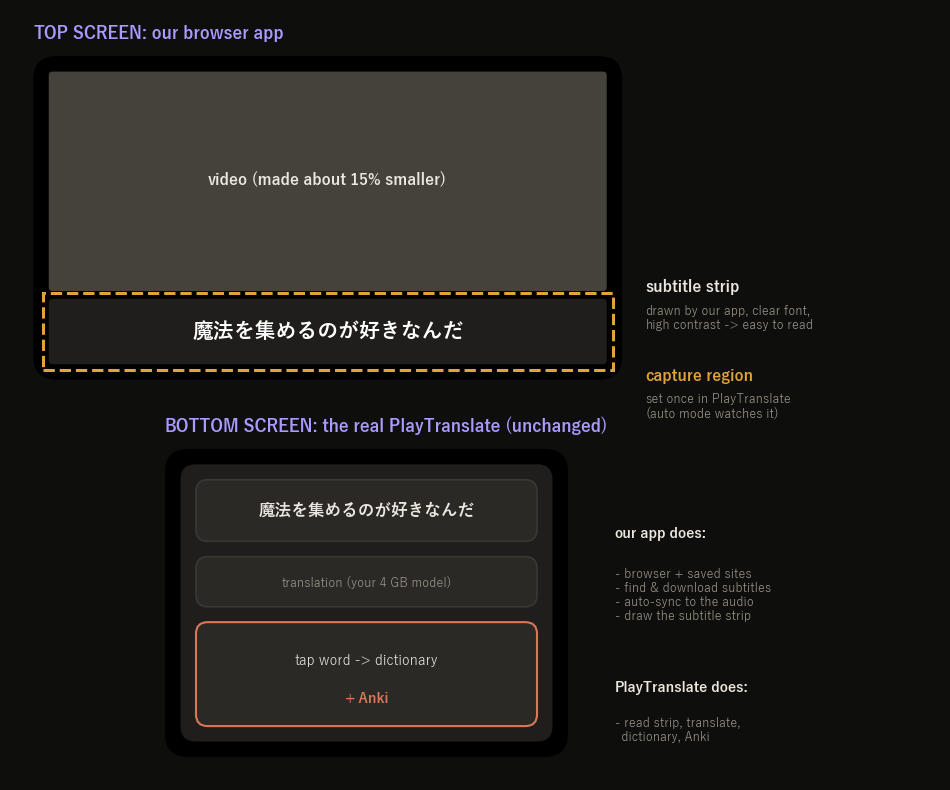 TOP SCREEN: our browser app
video (made about 15% smaller)
魔法を集めるのが好きなんだ
subtitle strip
drawn by our app, clear font,
high contrast -> easy to read
capture region
set once in PlayTranslate
(auto mode watches it)
BOTTOM SCREEN: the real PlayTranslate (unchanged)
魔法を集めるのが好きなんだ
translation (your 4 GB model)
tap word -> dictionary
+ Anki
our app does:
- browser + saved sites
- find & download subtitles
- auto-sync to the audio
- draw the subtitle strip
PlayTranslate does:
- read strip, translate,
dictionary, Anki